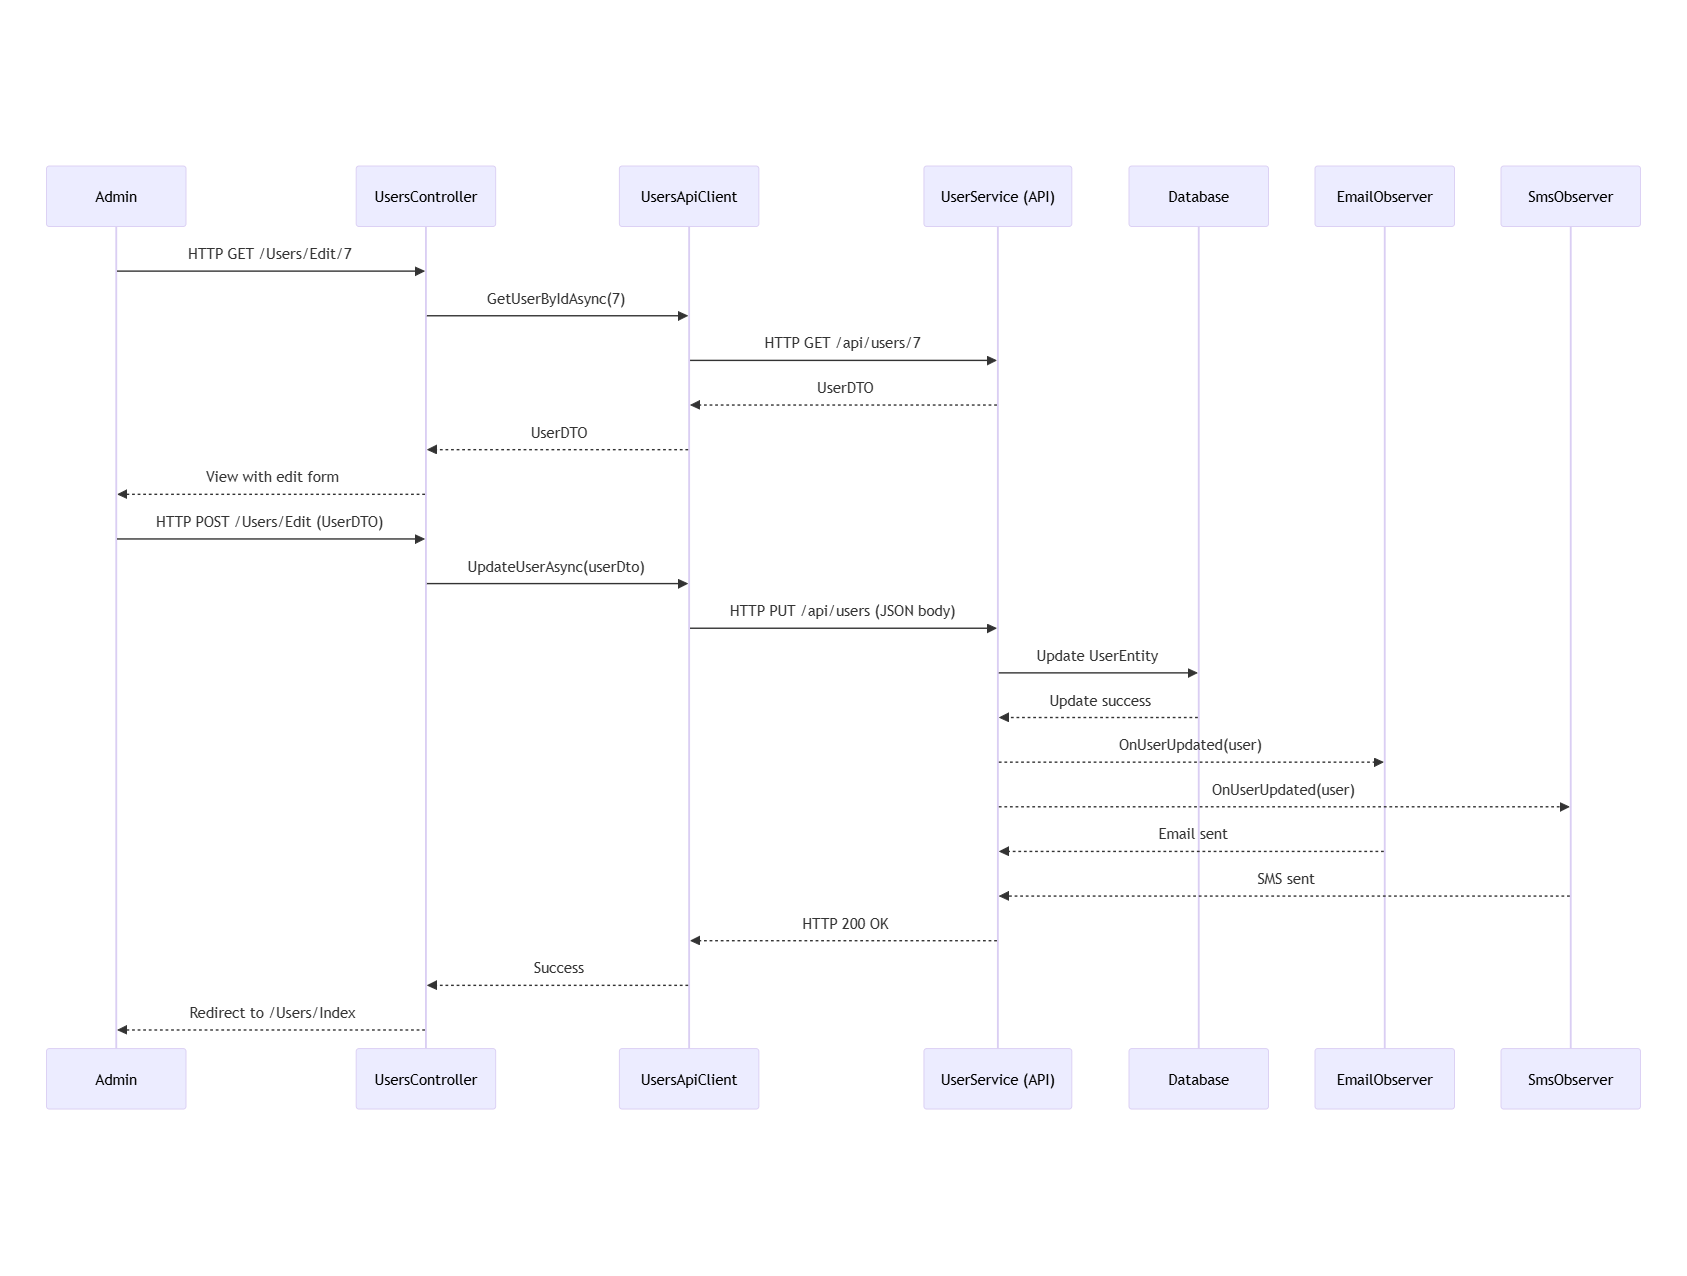 Admin
UsersController
UsersApiClient
UserService (API)
Database
EmailObserver
SmsObserver
HTTP GET /Users/Edit/7
GetUserByIdAsync(7)
HTTP GET /api/users/7
UserDTO
UserDTO
View with edit form
HTTP POST /Users/Edit (UserDTO)
UpdateUserAsync(userDto)
HTTP PUT /api/users (JSON body)
Update UserEntity
Update success
OnUserUpdated(user)
OnUserUpdated(user)
Email sent
SMS sent
HTTP 200 OK
Success
Redirect to /Users/Index
Admin
UsersController
UsersApiClient
UserService (API)
Database
EmailObserver
SmsObserver